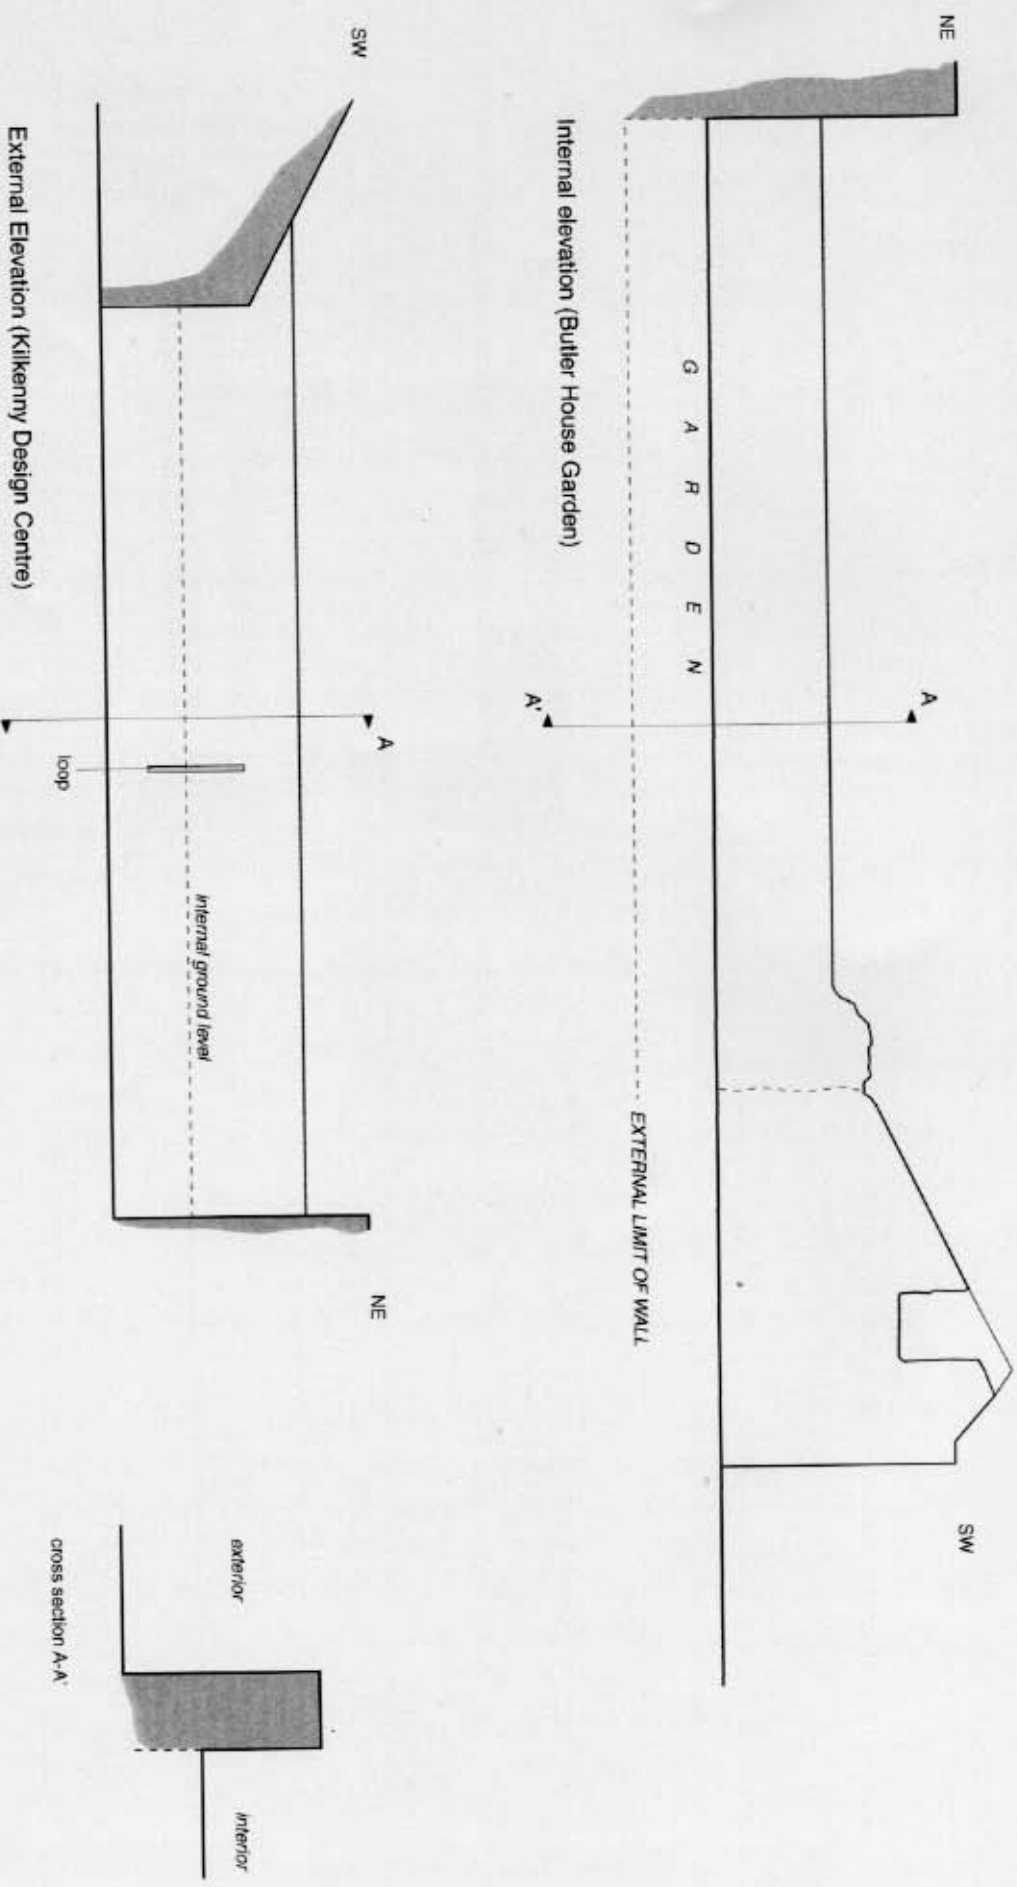 NE
SW
A
G A R D E N
EXTERNAL LIMIT OF WALL
A'
Internal elevation (Butler House Garden)
SW
NE
A
internal ground level
loop
External Elevation (Kilkenny Design Centre)
exterior
interior
cross section A-A'